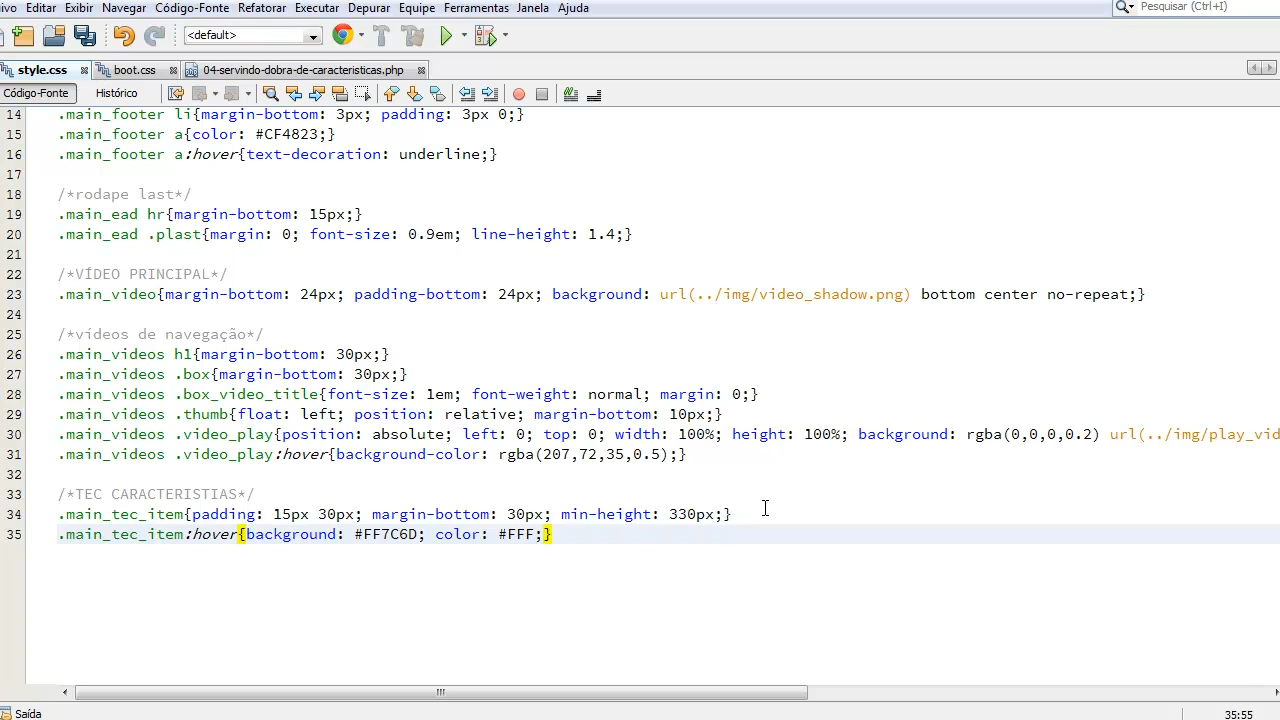 ivo Editar Exibir Navegar Código-Fonte Refatorar Executar Depurar Equipe Ferramentas Janela Ajuda Pesquisar (Ctrl+I)
<default>
style.css boot.css 04-servindo-dobra-de-caracteristicas.php
Código-Fonte Histórico
14 .main_footer li{margin-bottom: 3px; padding: 3px 0;}
15 .main_footer a{color: #CF4823;}
16 .main_footer a:hover{text-decoration: underline;}
17
18 /*rodape last*/
19 .main_ead hr{margin-bottom: 15px;}
20 .main_ead .plast{margin: 0; font-size: 0.9em; line-height: 1.4;}
21
22 /*VÍDEO PRINCIPAL*/
23 .main_video{margin-bottom: 24px; padding-bottom: 24px; background: url(../img/video_shadow.png) bottom center no-repeat;}
24
25 /*vídeos de navegação*/
26 .main_videos h1{margin-bottom: 30px;}
27 .main_videos .box{margin-bottom: 30px;}
28 .main_videos .box_video_title{font-size: 1em; font-weight: normal; margin: 0;}
29 .main_videos .thumb{float: left; position: relative; margin-bottom: 10px;}
30 .main_videos .video_play{position: absolute; left: 0; top: 0; width: 100%; height: 100%; background: rgba(0,0,0,0.2) url(../img/play_vid
31 .main_videos .video_play:hover{background-color: rgba(207,72,35,0.5);}
32
33 /*TEC CARACTERISTIAS*/
34 .main_tec_item{padding: 15px 30px; margin-bottom: 30px; min-height: 330px;}
35 .main_tec_item:hover{background: #FF7C6D; color: #FFF;}
Saída 35:55